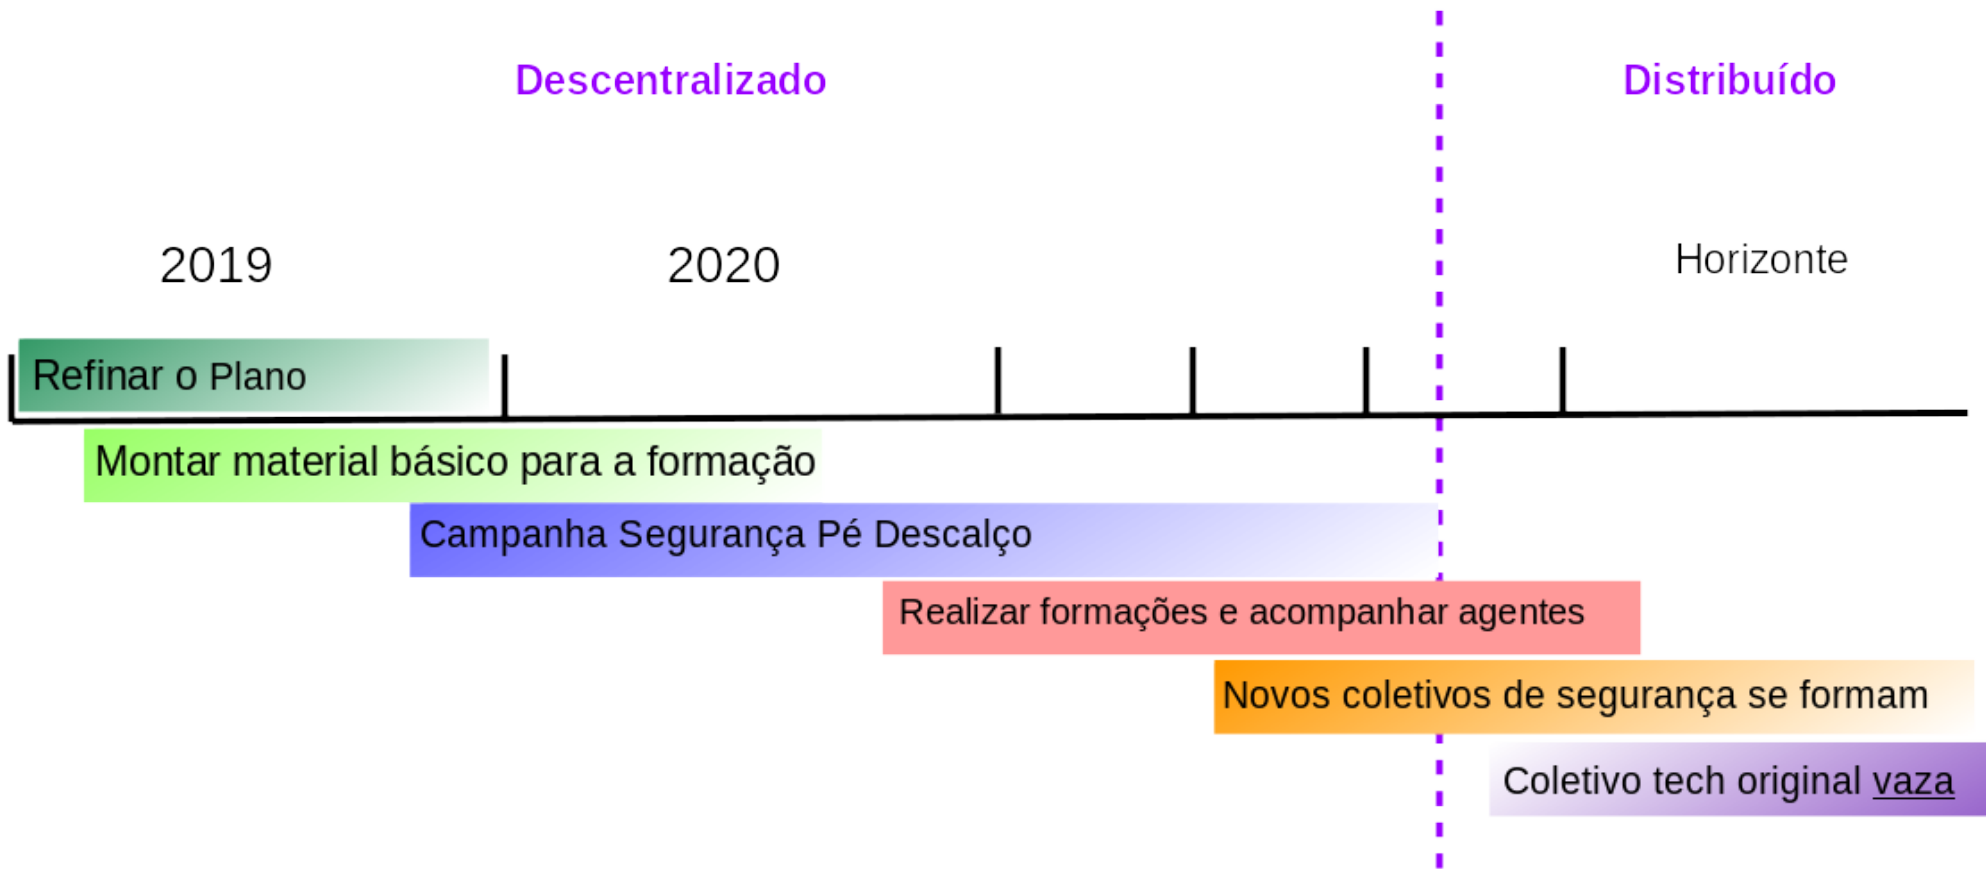 Descentralizado
Distribuído
2019
2020
Horizonte
Refinar o Plano
Montar material básico para a formação
Campanha Segurança Pé Descalço
Realizar formações e acompanhar agentes
Novos coletivos de segurança se formam
Coletivo tech original vaza